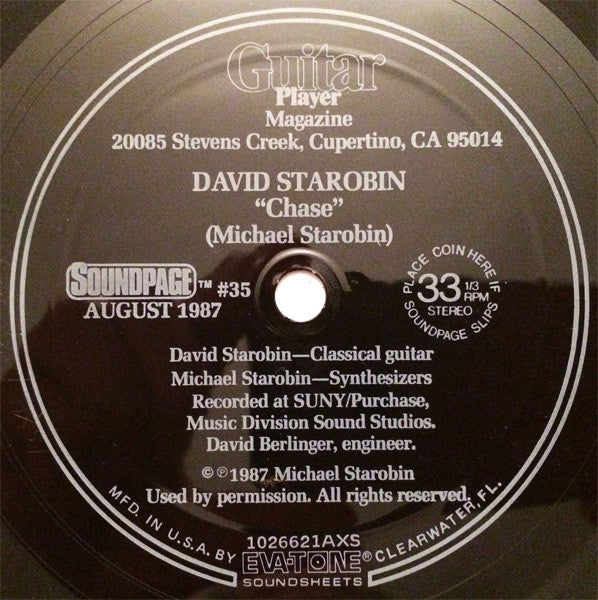 Guitar
Player
Magazine
20085 Stevens Creek, Cupertino, CA 95014
DAVID STAROBIN
“Chase”
(Michael Starobin)
SOUNDPAGE™ #35
AUGUST 1987
PLACE COIN HERE IF
SOUNDPAGE SLIPS
33 1/3
RPM
STEREO
David Starobin—Classical guitar
Michael Starobin—Synthesizers
Recorded at SUNY/Purchase,
Music Division Sound Studios.
David Berlinger, engineer.
© ℗ 1987 Michael Starobin
Used by permission. All rights reserved.
MFD. IN U.S.A. BY
1026621AXS
EVA-TONE®
SOUNDSHEETS
CLEARWATER, FL.